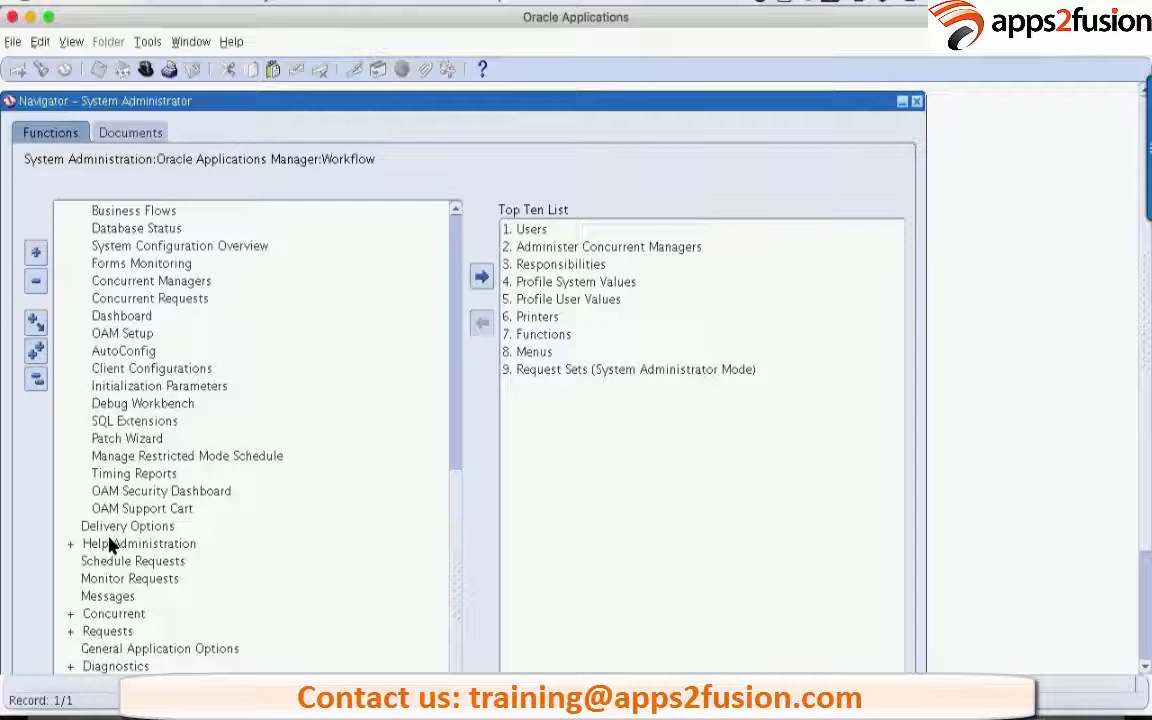 Oracle Applications
apps2fusion
File Edit View Folder Tools Window Help
?
Navigator - System Administrator
Functions Documents
System Administration:Oracle Applications Manager:Workflow
Business Flows
Database Status
System Configuration Overview
Forms Monitoring
Concurrent Managers
Concurrent Requests
Dashboard
OAM Setup
AutoConfig
Client Configurations
Initialization Parameters
Debug Workbench
SQL Extensions
Patch Wizard
Manage Restricted Mode Schedule
Timing Reports
OAM Security Dashboard
OAM Support Cart
Delivery Options
+ Help Administration
Schedule Requests
Monitor Requests
Messages
+ Concurrent
+ Requests
General Application Options
+ Diagnostics
Top Ten List
1. Users
2. Administer Concurrent Managers
3. Responsibilities
4. Profile System Values
5. Profile User Values
6. Printers
7. Functions
8. Menus
9. Request Sets (System Administrator Mode)
Record: 1/1
Contact us: training@apps2fusion.com